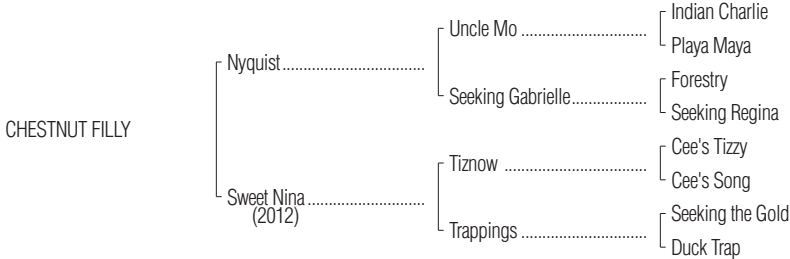 Indian Charlie
Uncle Mo ..............................
Playa Maya
Nyquist..................................
Forestry
Seeking Gabrielle..................
Seeking Regina
CHESTNUT FILLY
Cee's Tizzy
Tiznow ..................................
Cee's Song
Sweet Nina ............................
(2012)
Seeking the Gold
Trappings ..............................
Duck Trap